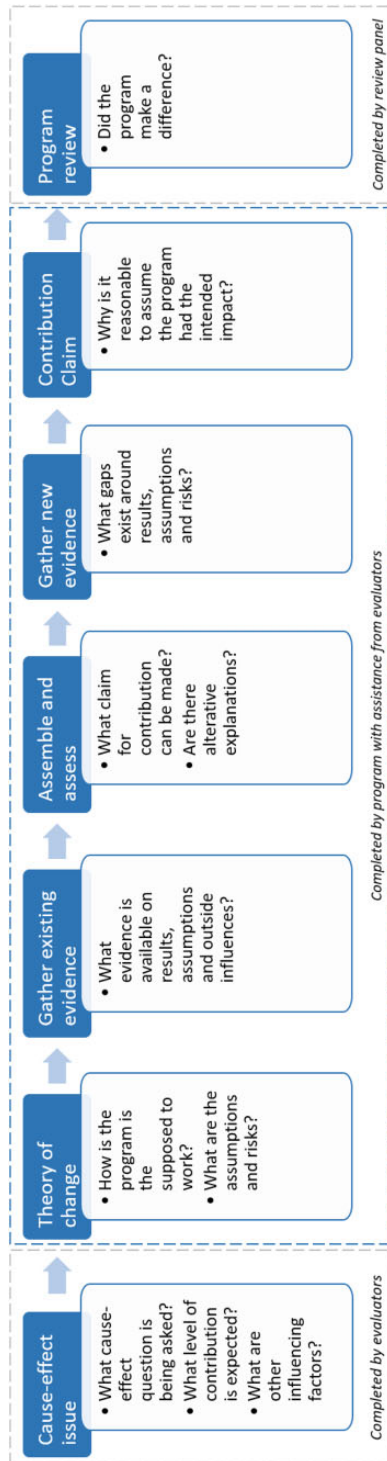 Cause-effect
issue
• What cause-
effect
question is
being asked?
• What level of
contribution
is expected?
• What are
other
influencing
factors?
Completed by evaluators
Theory of
change
• How is the
program is
the
supposed to
work?
• What are the
assumptions
and risks?
Gather existing
evidence
• What
evidence is
available on
results,
assumptions
and outside
influences?
Assemble and
assess
• What claim
for
contribution
can be made?
• Are there
alterative
explanations?
Gather new
evidence
• What gaps
exist around
results,
assumptions
and risks?
Contribution
Claim
• Why is it
reasonable
to assume
the program
had the
intended
impact?
Completed by program with assistance from evaluators
Program
review
• Did the
program
make a
difference?
Completed by review panel